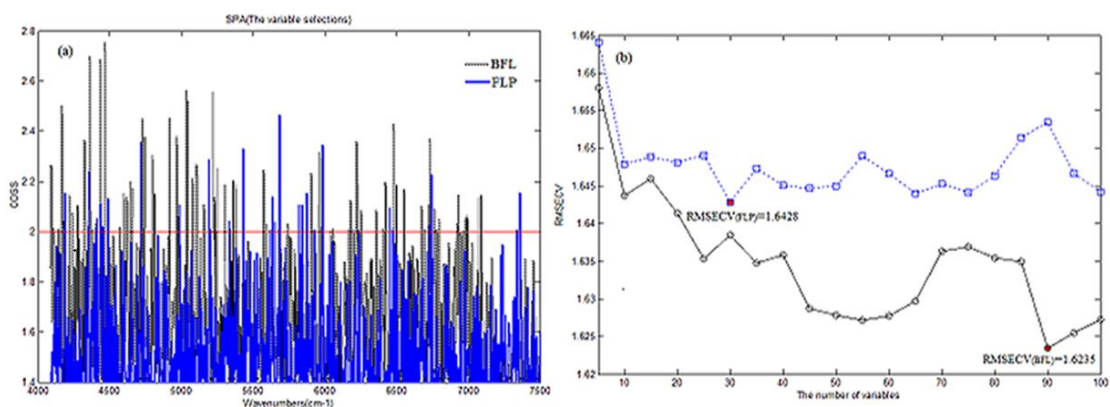 SPA(The variable selections)
(a)
BFL
FLP
COSS
2.8
2.6
2.4
2.2
2
1.8
1.6
1.4
4000 4500 5000 5500 6000 6500 7000 7500
Wavenumbers(cm-1)
(b)
RMSECV
1.665
1.66
1.655
1.65
1.645
1.64
1.635
1.63
1.625
1.62
RMSECV(FLP)=1.6428
RMSECV(BFL)=1.6235
10 20 30 40 50 60 70 80 90 100
The number of variables